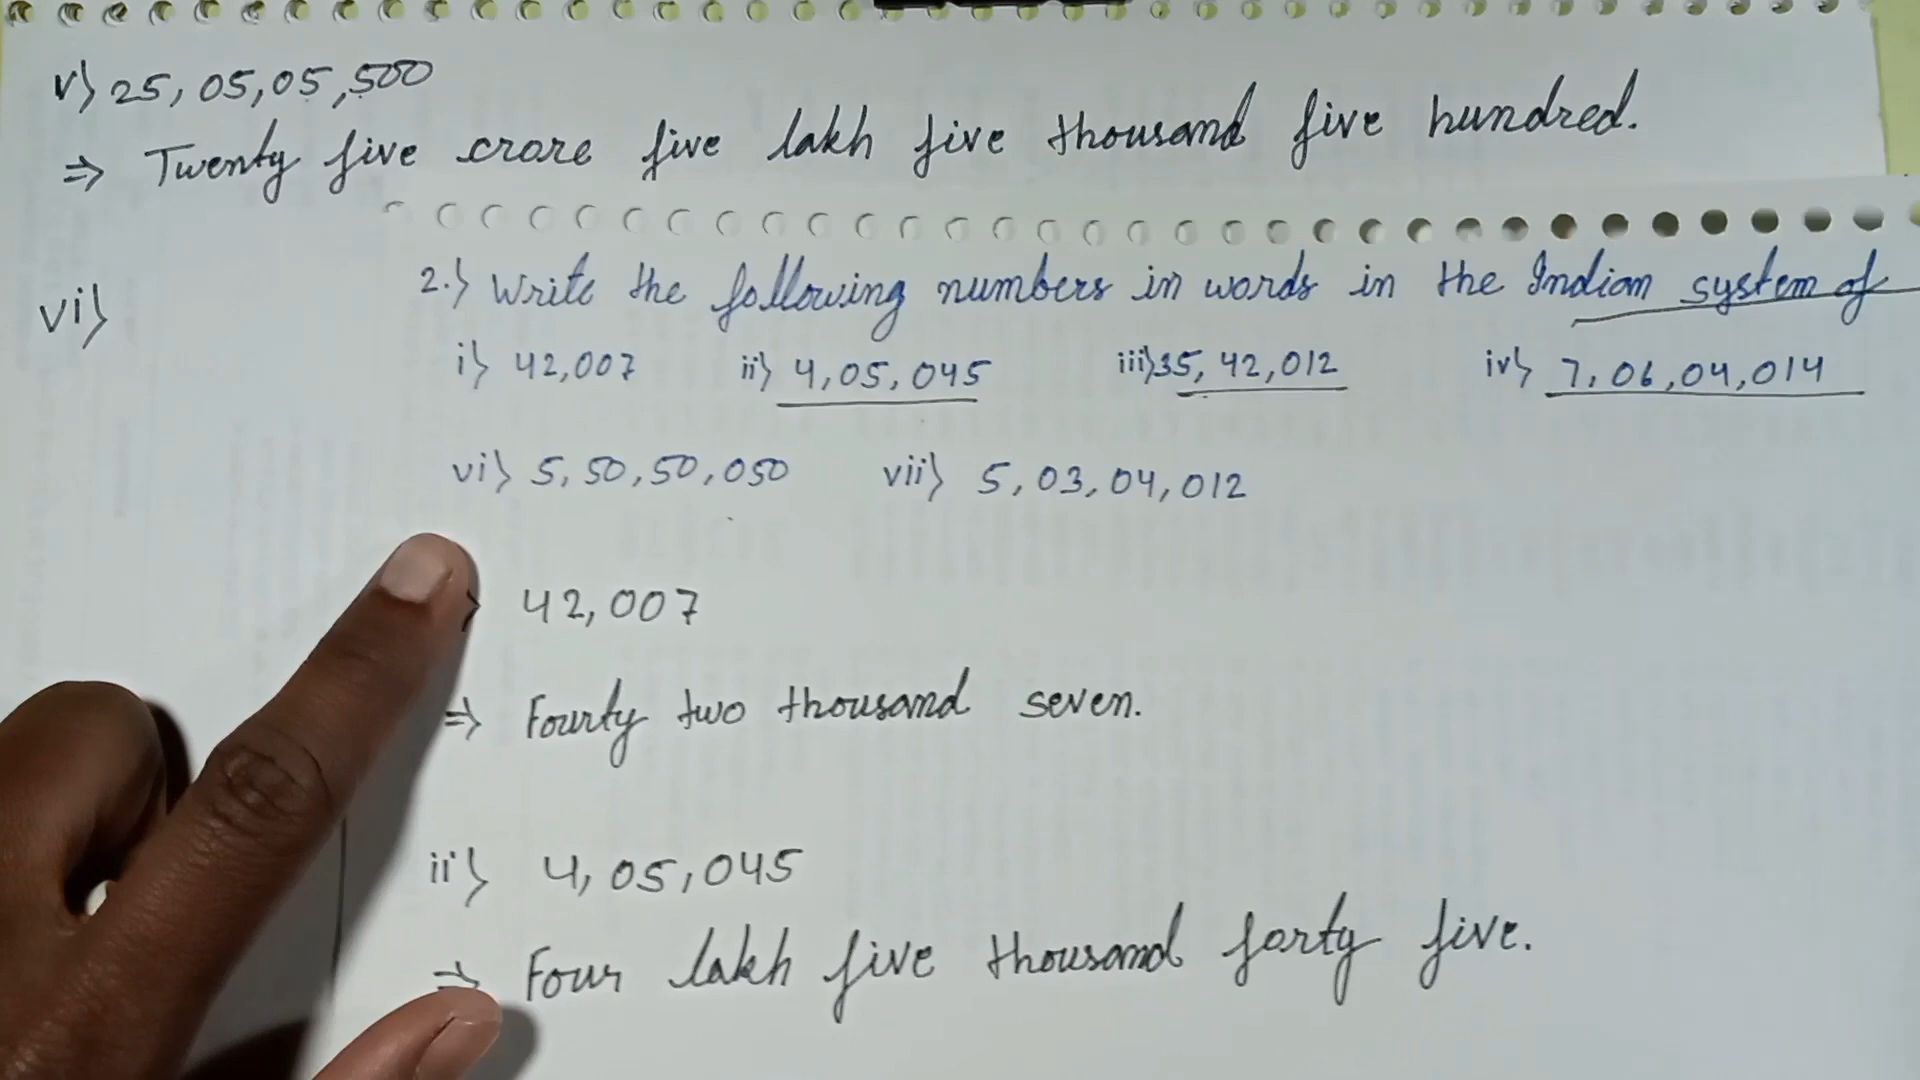 v) 25,05,05,500
⇒ Twenty five crore five lakh five thousand five hundred.
vi)
2.) Write the following numbers in words in the Indian system of
i) 42,007 ii) 4,05,045 iii) 35,42,012 iv) 7,06,04,014
vi) 5,50,50,050 vii) 5,03,04,012
) 42,007
⇒ Fourty two thousand seven.
ii) 4,05,045
⇒ Four lakh five thousand forty five.